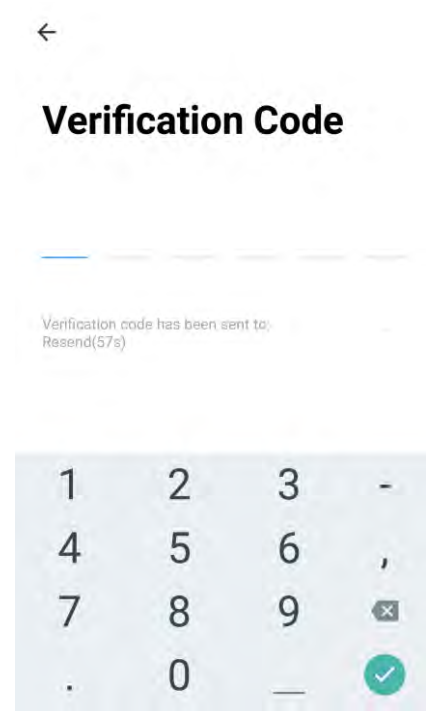 Verification Code
Verification code has been sent to:
Resend(57s)
1 2 3 -
4 5 6 ,
7 8 9
. 0 _